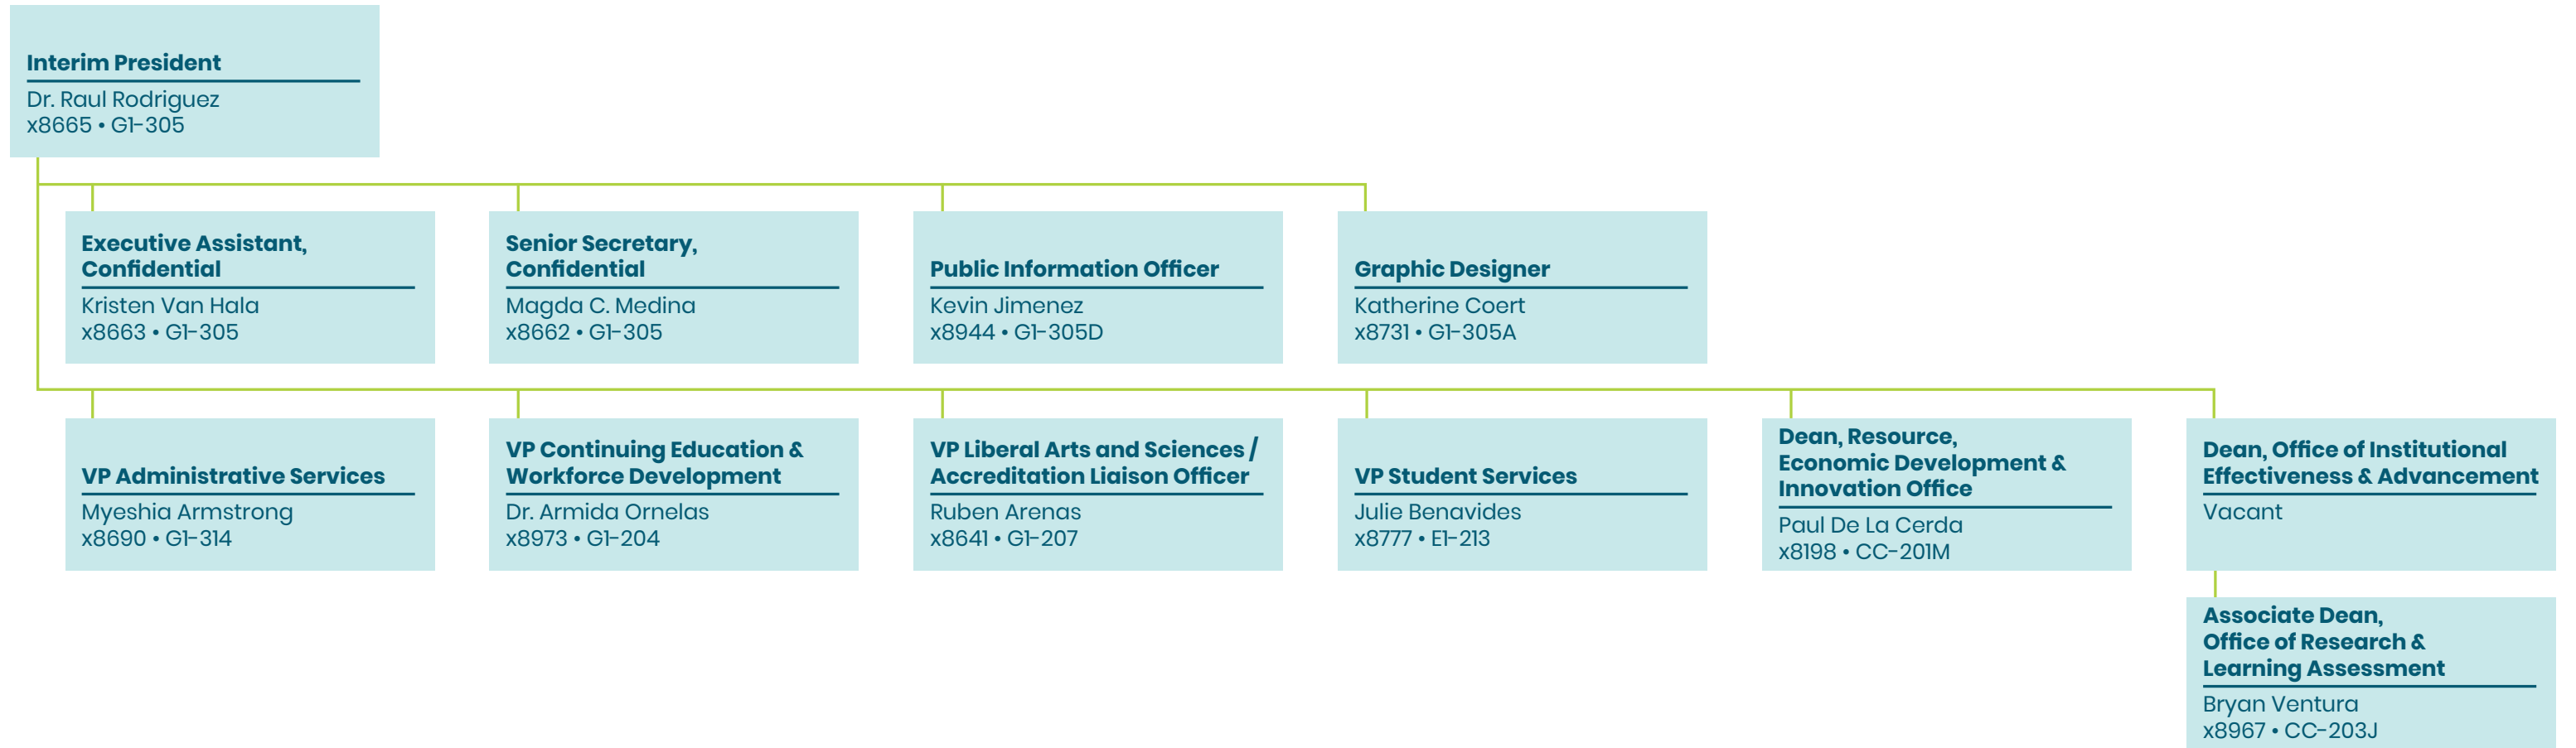 Interim President
Dr. Raul Rodriguez
x8665 • G1-305
Executive Assistant,
Confidential
Kristen Van Hala
x8663 • G1-305
Senior Secretary,
Confidential
Magda C. Medina
x8662 • G1-305
Public Information Officer
Kevin Jimenez
x8944 • G1-305D
Graphic Designer
Katherine Coert
x8731 • G1-305A
VP Administrative Services
Myeshia Armstrong
x8690 • G1-314
VP Continuing Education &
Workforce Development
Dr. Armida Ornelas
x8973 • G1-204
VP Liberal Arts and Sciences /
Accreditation Liaison Officer
Ruben Arenas
x8641 • G1-207
VP Student Services
Julie Benavides
x8777 • E1-213
Dean, Resource,
Economic Development &
Innovation Office
Paul De La Cerda
x8198 • CC-201M
Dean, Office of Institutional
Effectiveness & Advancement
Vacant
Associate Dean,
Office of Research &
Learning Assessment
Bryan Ventura
x8967 • CC-203J